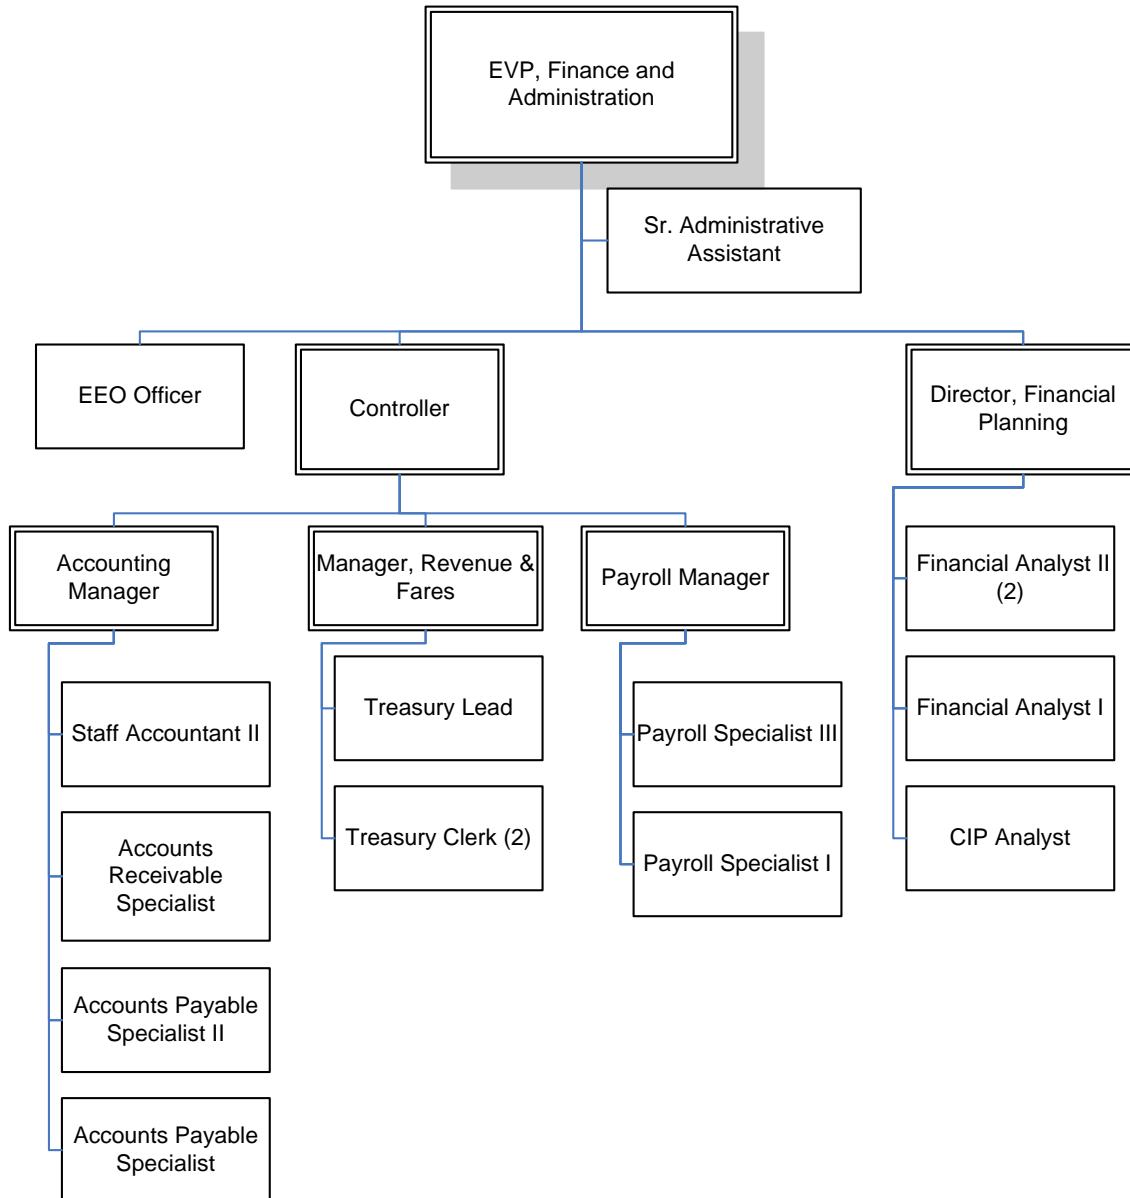 EVP, Finance and
Administration
Sr. Administrative
Assistant
EEO Officer
Controller
Director, Financial
Planning
Accounting
Manager
Manager, Revenue &
Fares
Payroll Manager
Financial Analyst II
(2)
Staff Accountant II
Treasury Lead
Payroll Specialist III
Financial Analyst I
Accounts
Receivable
Specialist
Treasury Clerk (2)
Payroll Specialist I
CIP Analyst
Accounts Payable
Specialist II
Accounts Payable
Specialist